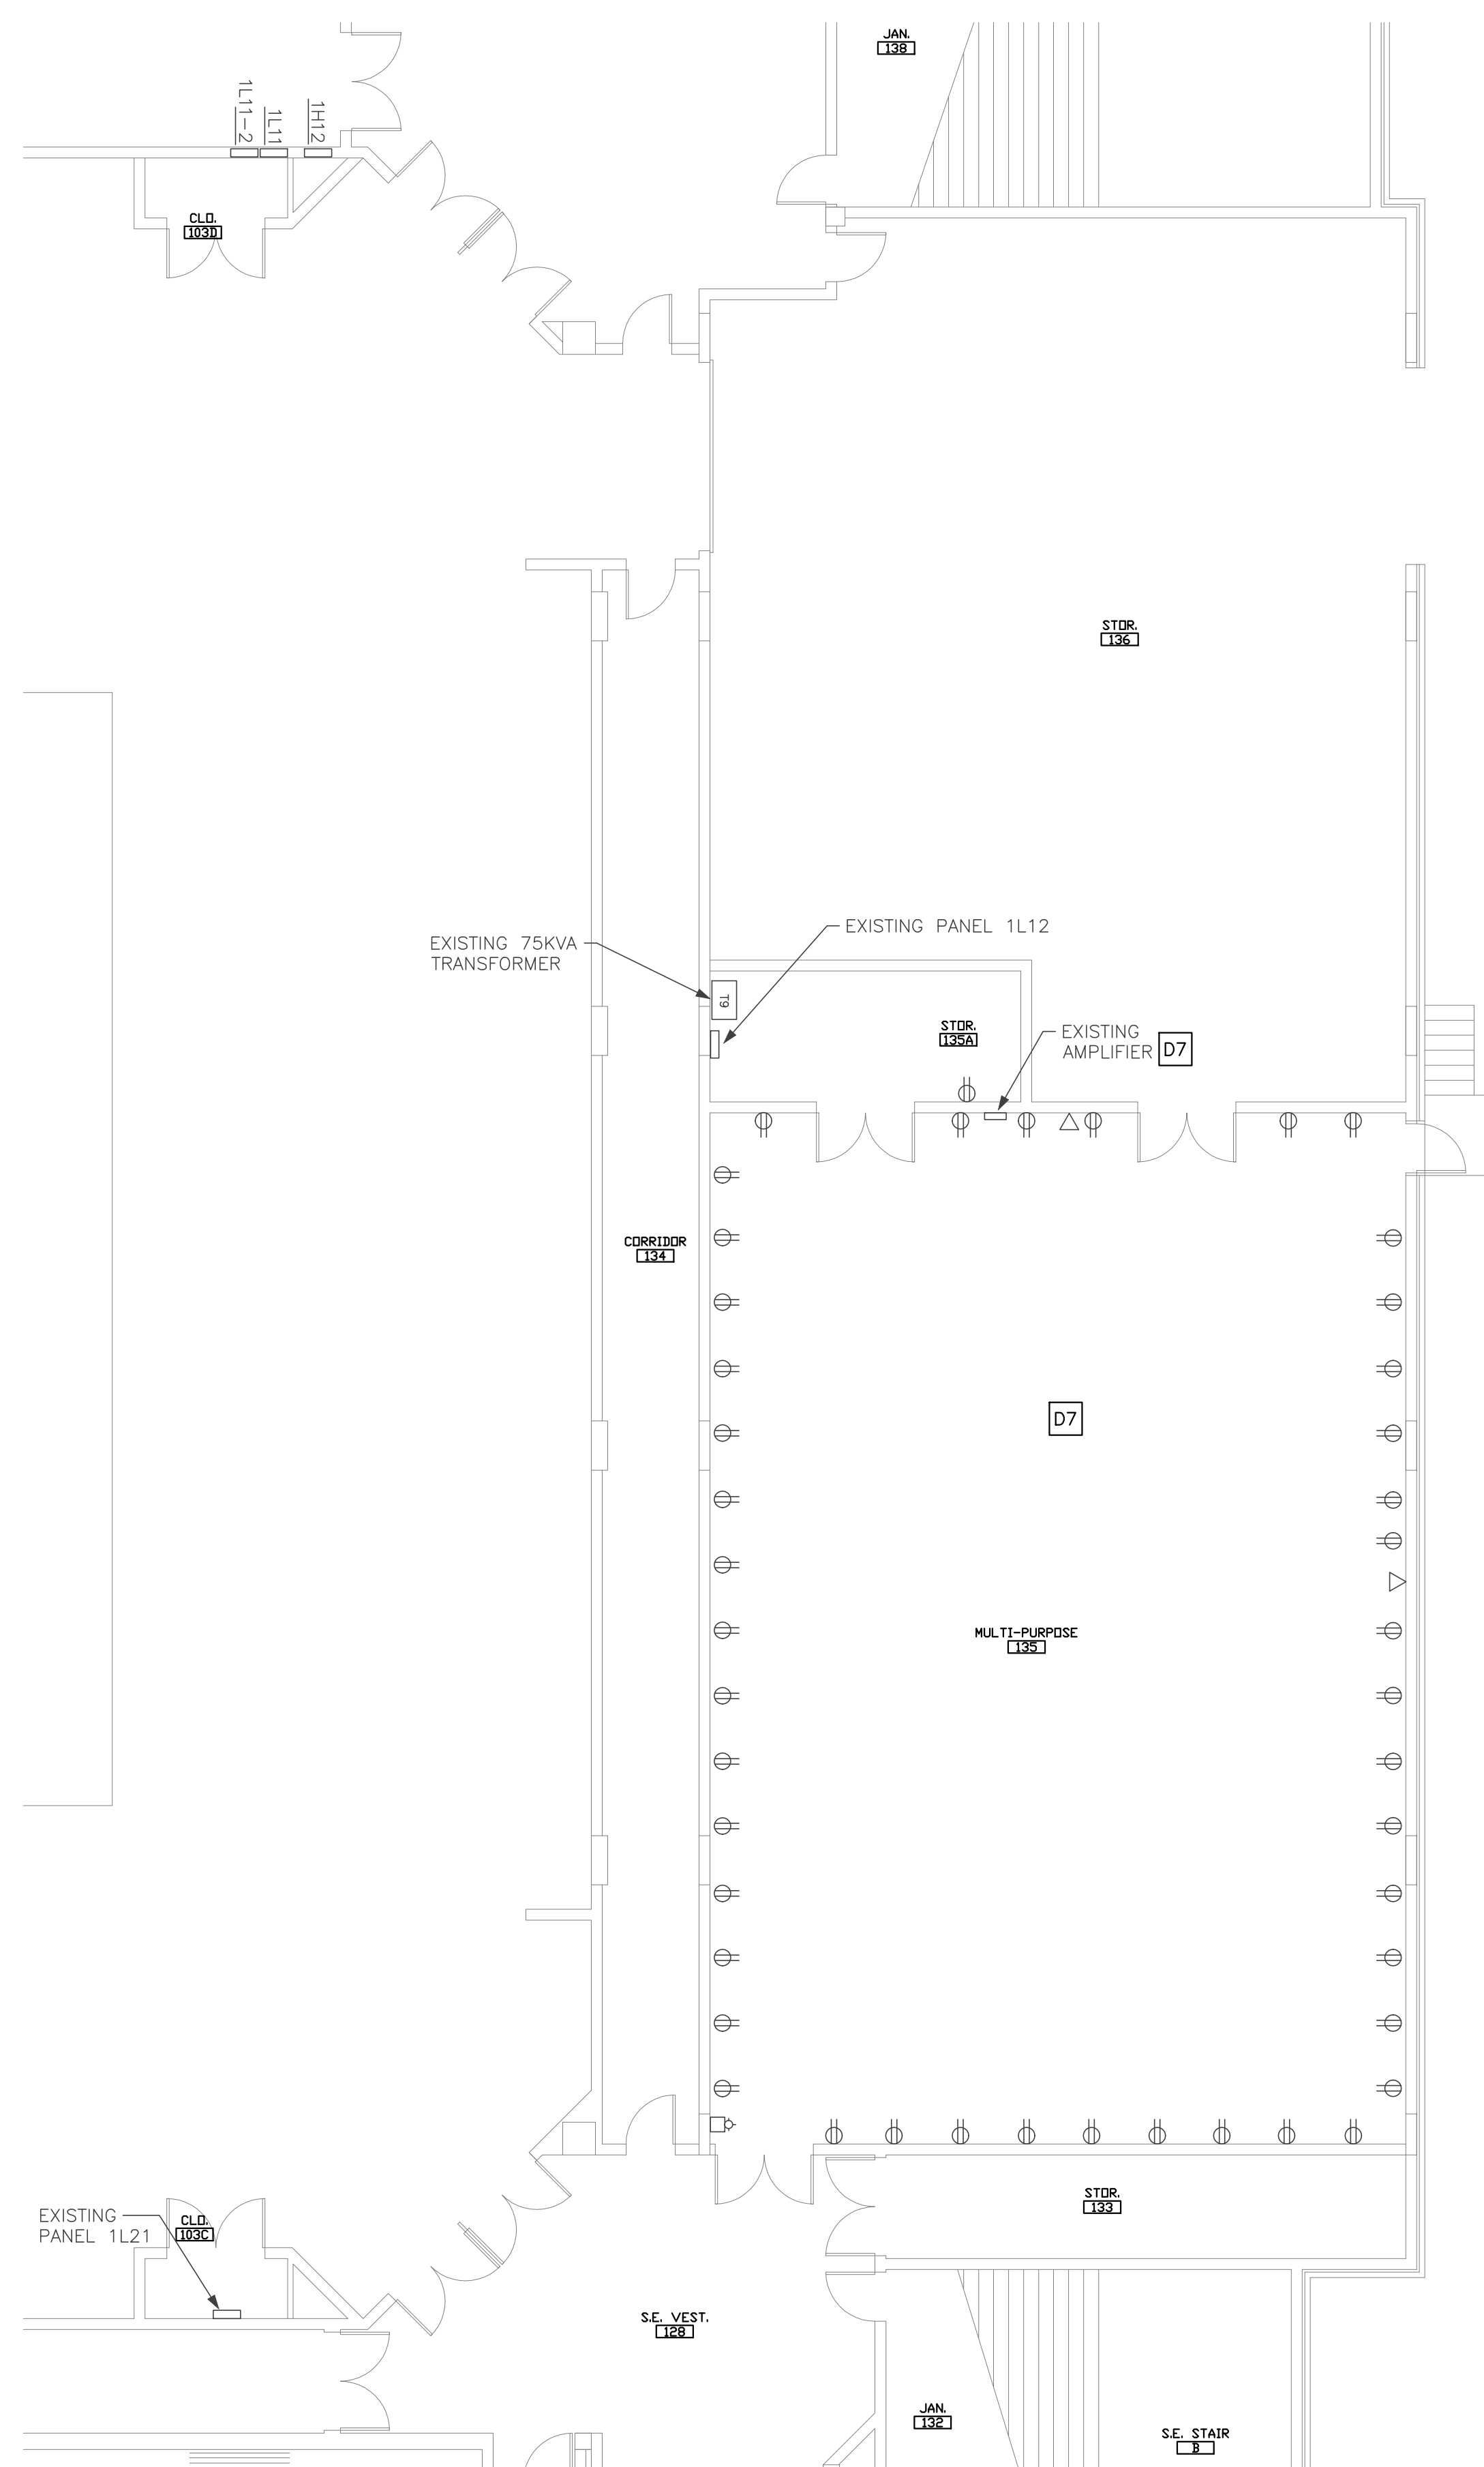 JAN.
138
1L11-2
1L11
1H12
CLO.
103D
STOR.
136
EXISTING PANEL 1L12
EXISTING 75KVA
TRANSFORMER
T9
STOR.
135A
EXISTING
AMPLIFIER
D7
CORRIDOR
134
D7
MULTI-PURPOSE
135
STOR.
133
EXISTING
PANEL 1L21
CLO.
103C
S.E. VEST.
128
JAN.
132
S.E. STAIR
B